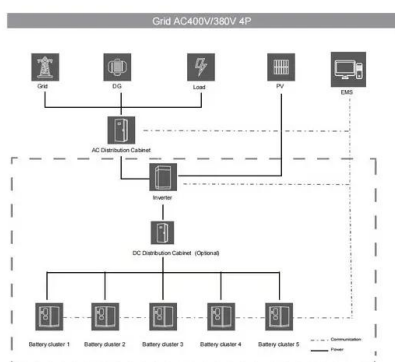 Grid AC400V/380V 4P
Grid
DG
Load
PV
EMS
AC Distribution Cabinet
Inverter
DC Distribution Cabinet (Optional)
Battery cluster 1
Battery cluster 2
Battery cluster 3
Battery cluster 4
Battery cluster 5
Communication
Power